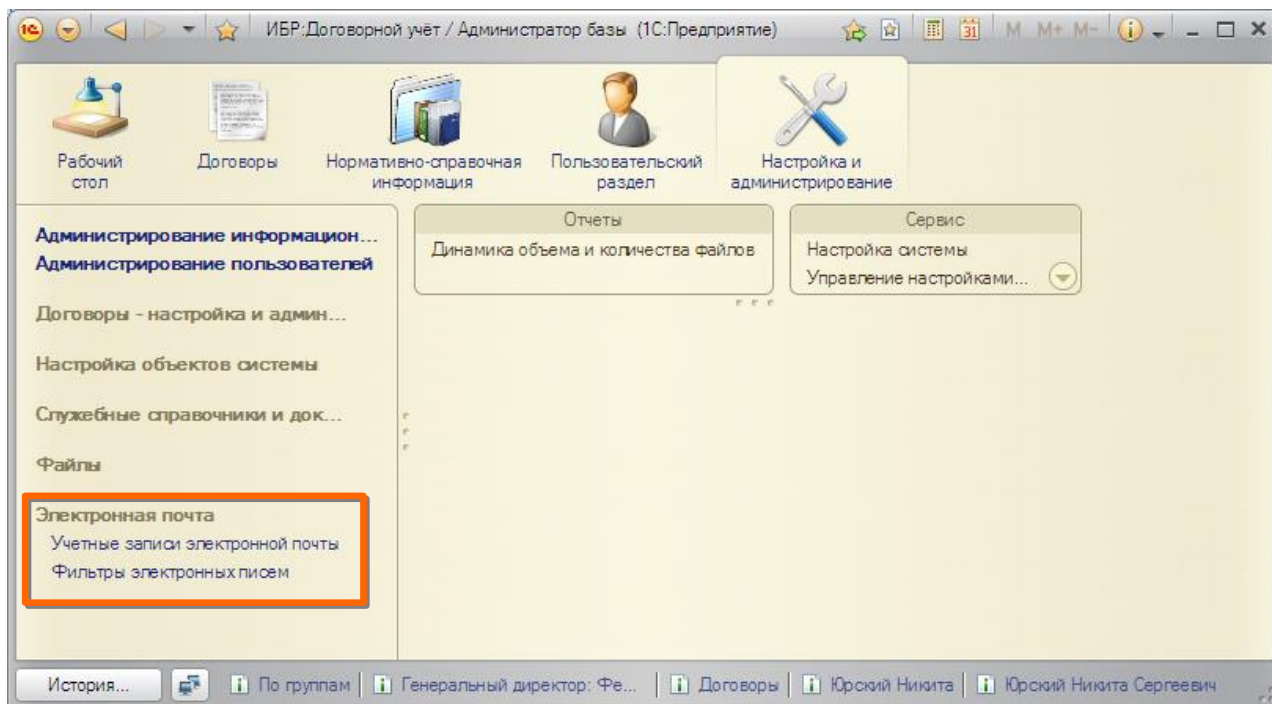 ИБР:Договорной учёт / Администратор базы (1С:Предприятие)
31 M M+ M-
Рабочий
стол
Договоры
Нормативно-справочная
информация
Пользовательский
раздел
Настройка и
администрирование
Администрирование информацион...
Администрирование пользователей
Договоры - настройка и админ...
Настройка объектов системы
Служебные справочники и док...
Файлы
Электронная почта
Учетные записи электронной почты
Фильтры электронных писем
Отчеты
Динамика объема и количества файлов
Сервис
Настройка системы
Управление настройками...
История...
По группам
Генеральный директор: Фе...
Договоры
Юрский Никита
Юрский Никита Сергеевич